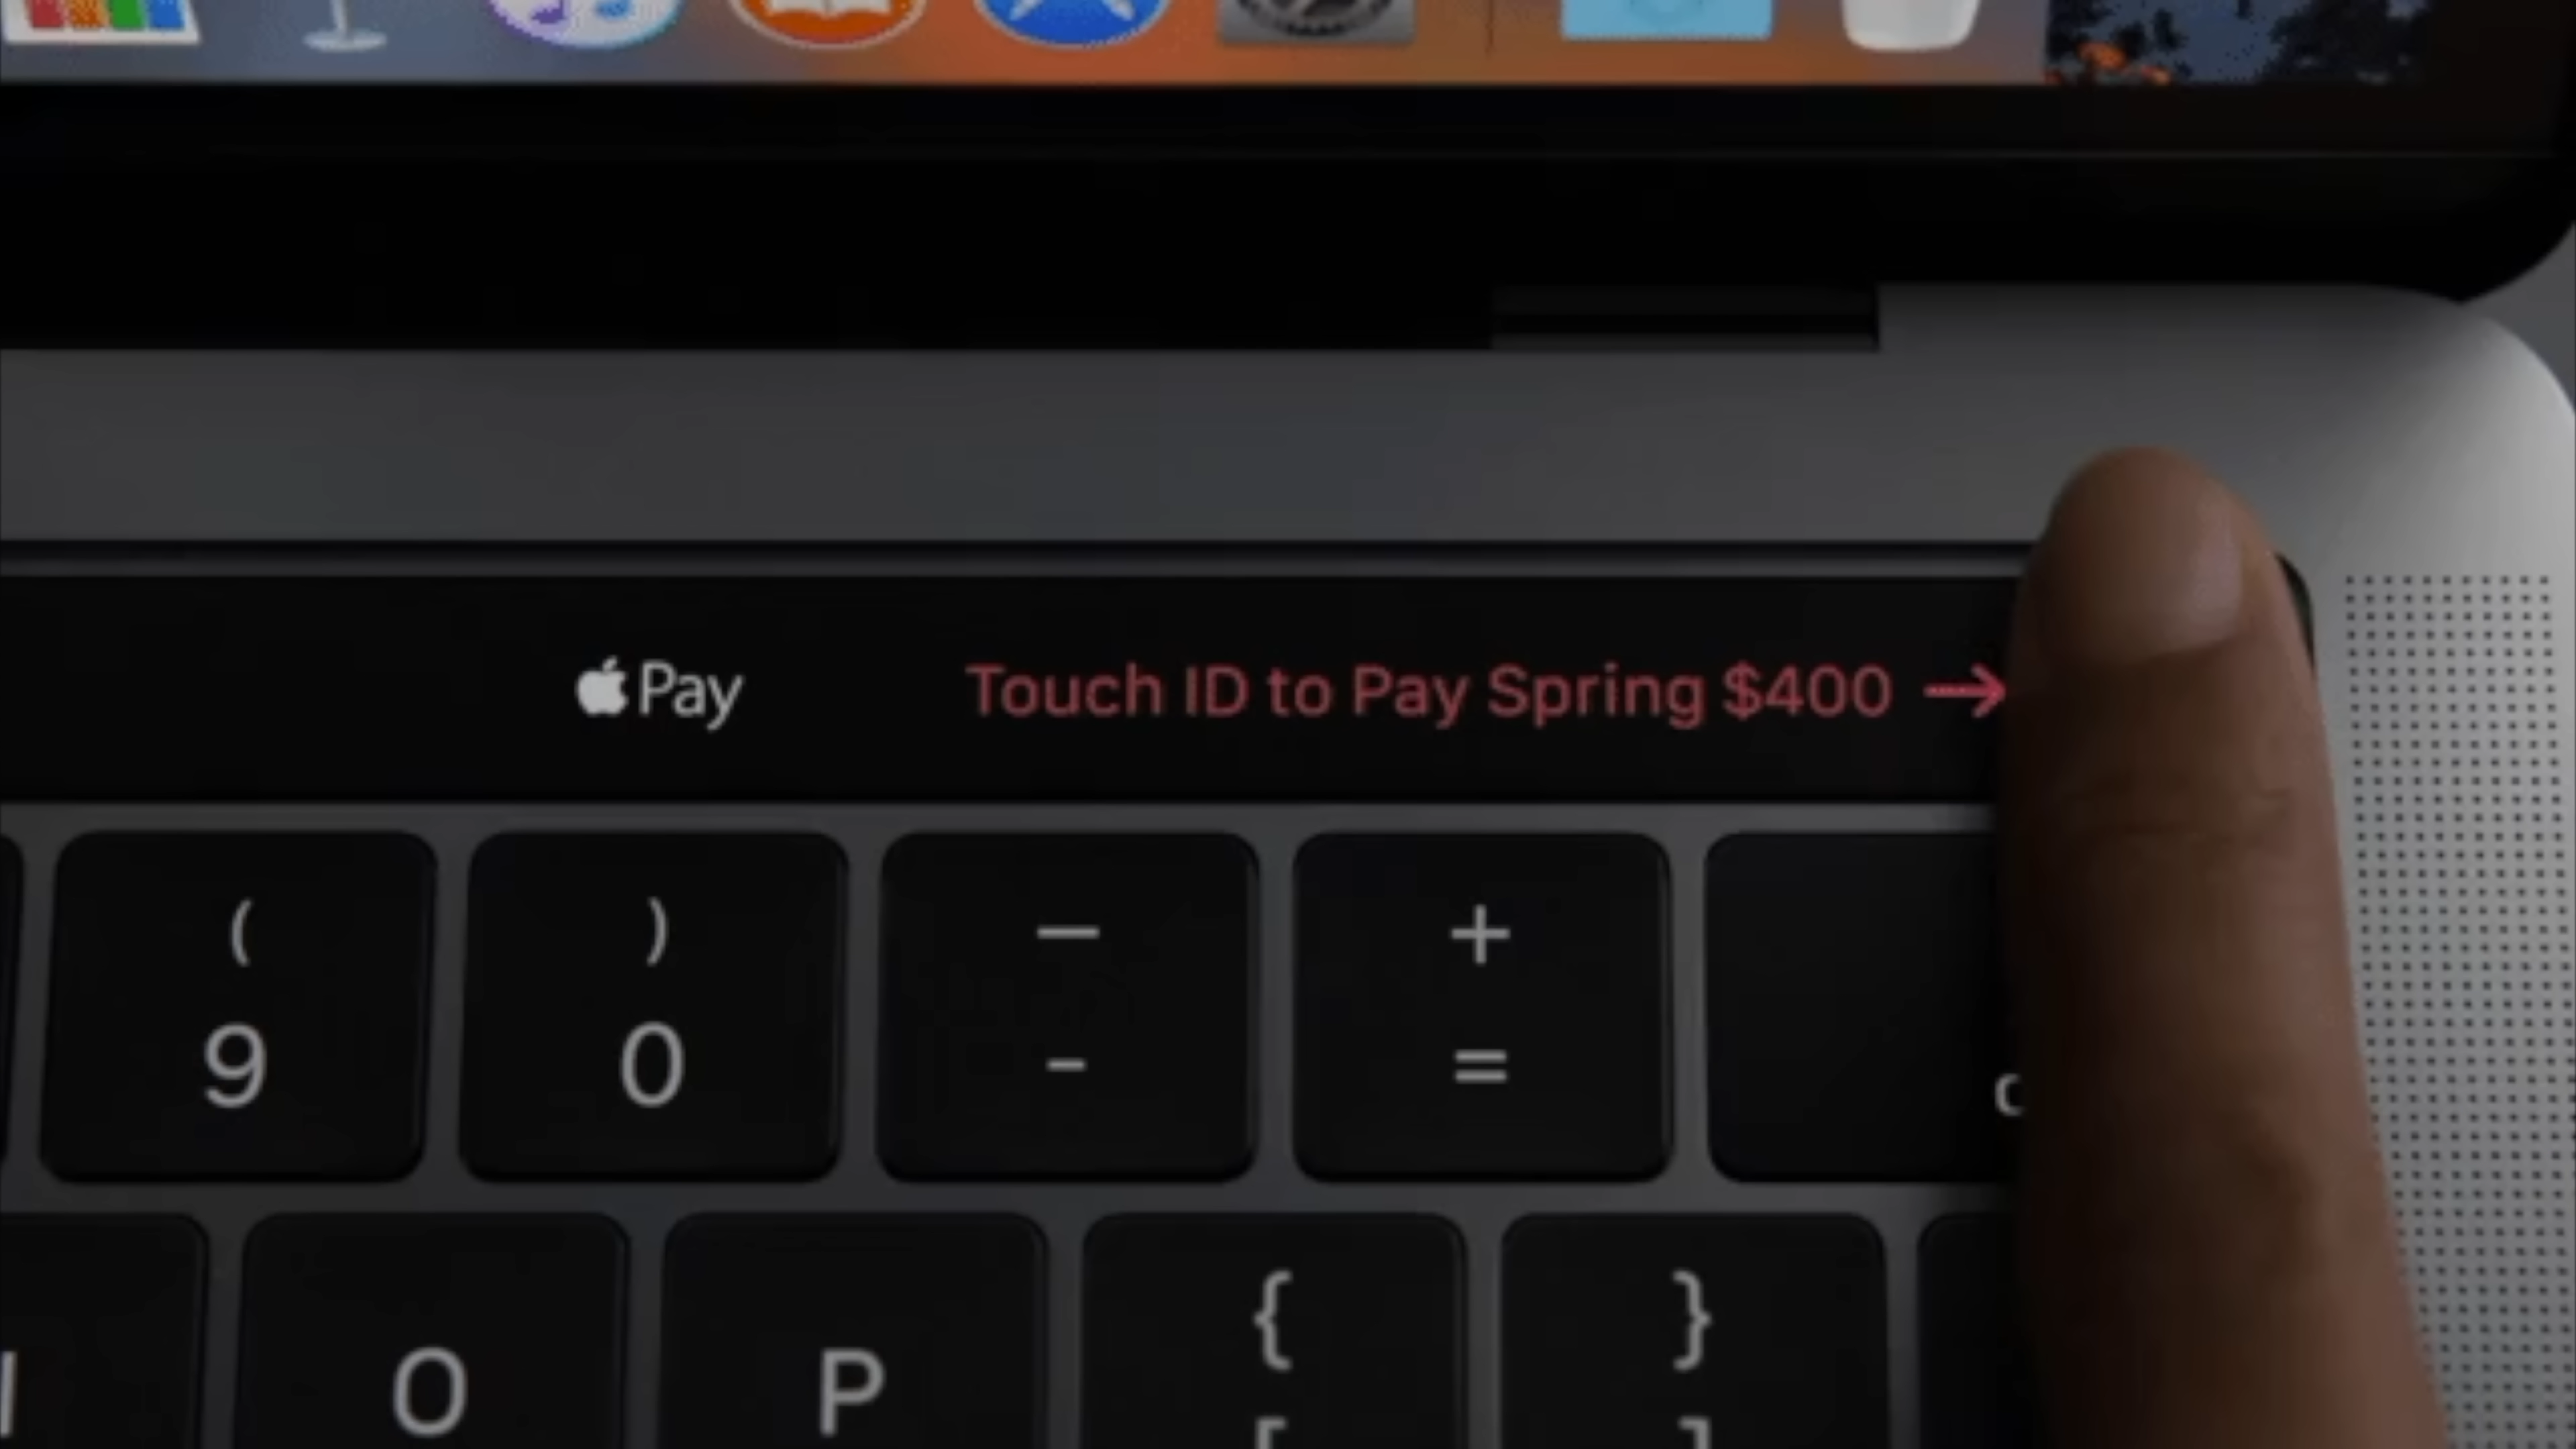 Pay
Touch ID to Pay Spring $400 →
( ) — +
9 0 - =
{ }
O P [ ]